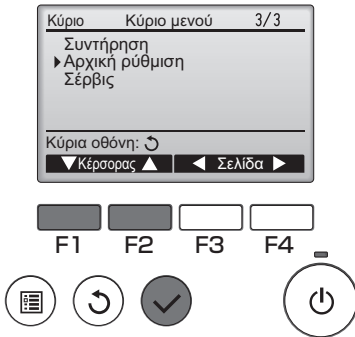 Κύριο Κύριο μενού 3/3
Συντήρηση
▶Αρχική ρύθμιση
Σέρβις
Κύρια οθόνη: ↺
▼Κέρσορας▲ ◀ Σελίδα ▶
F1 F2 F3 F4